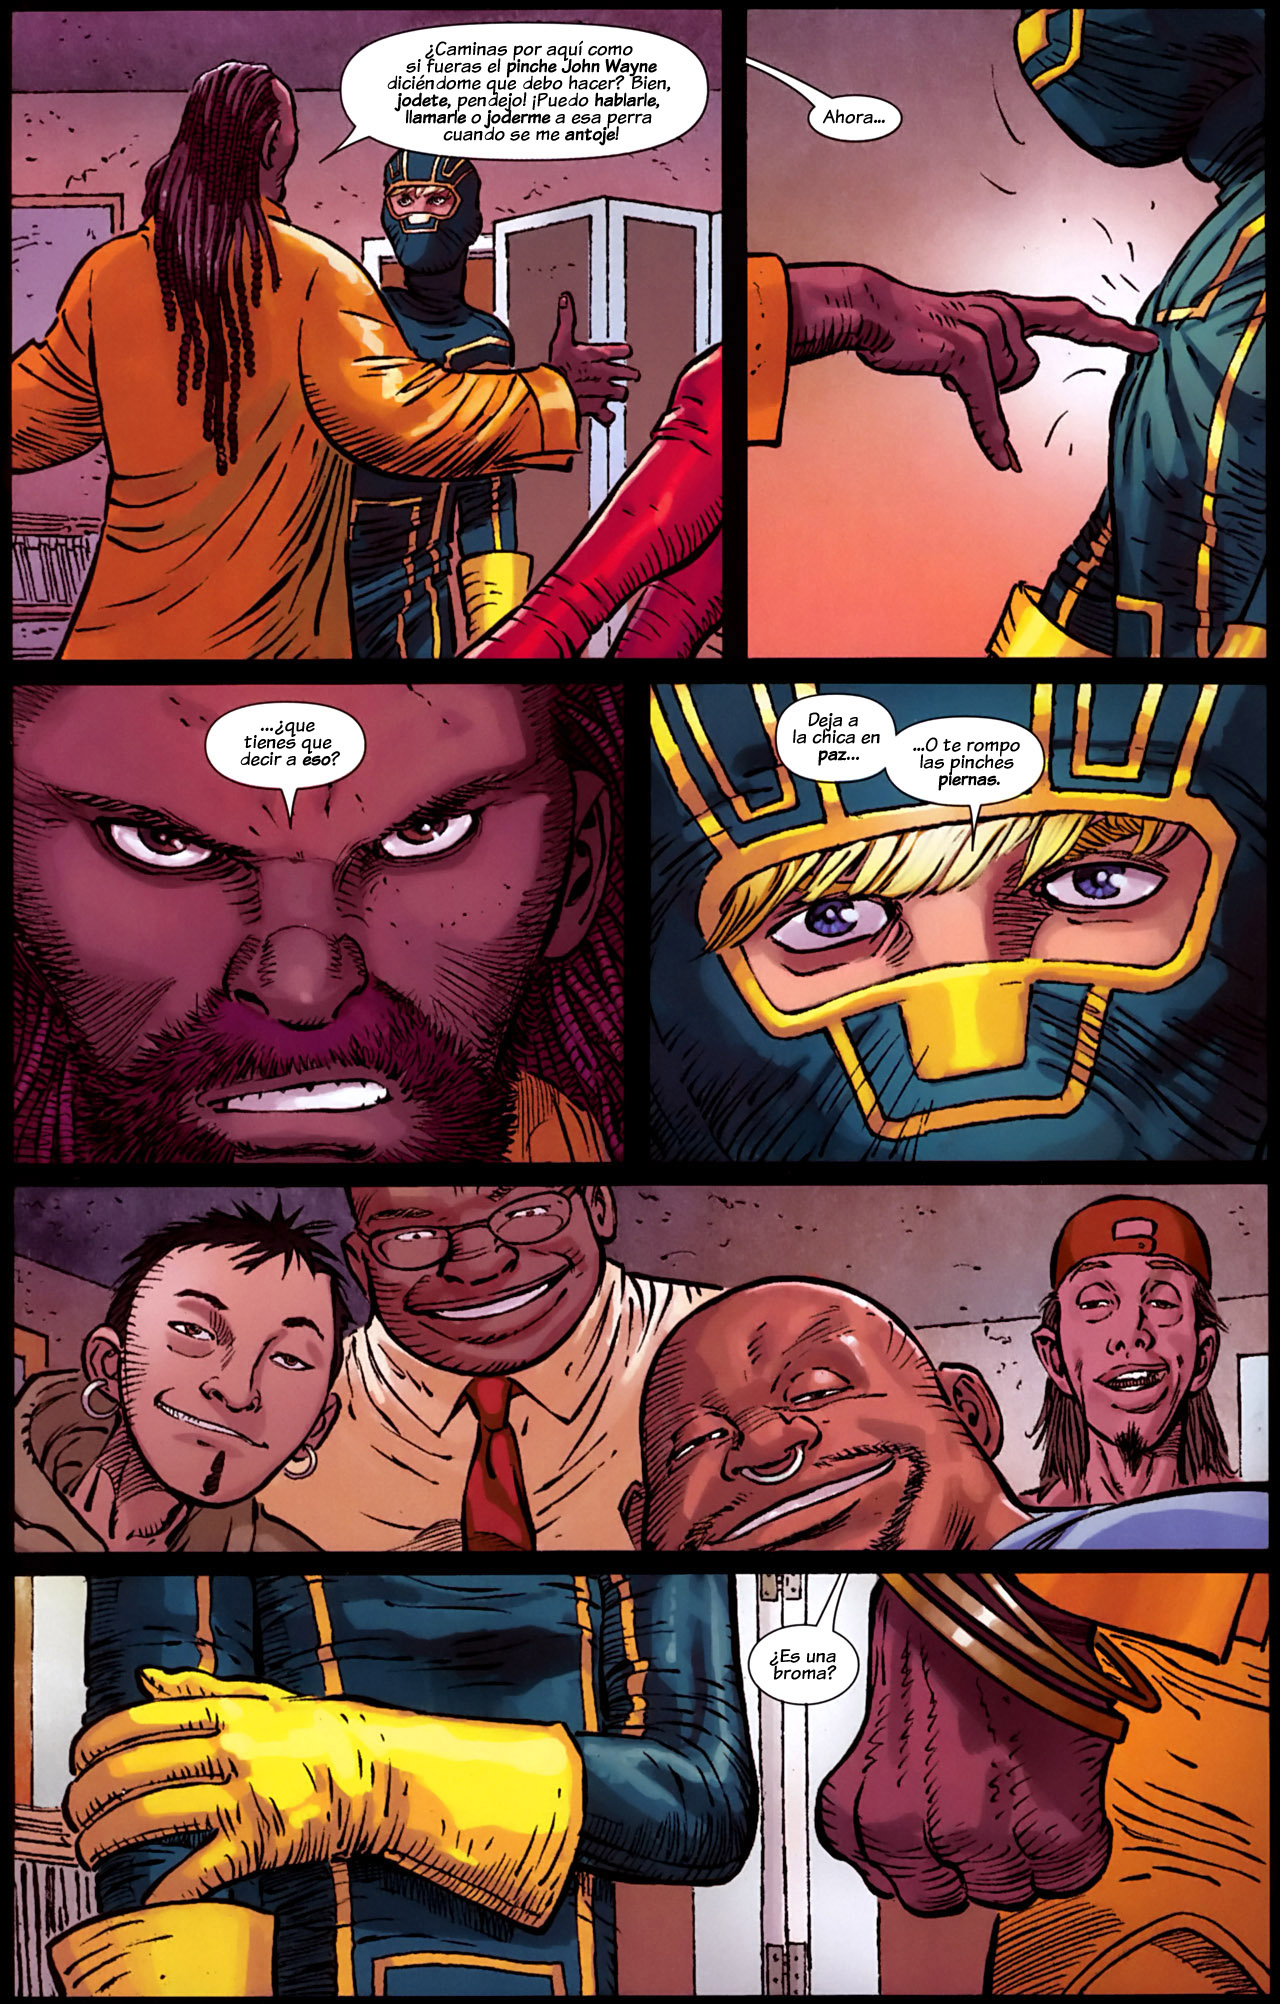 ¿Caminas por aquí como
si fueras el pinche John Wayne
diciéndome que debo hacer? Bien,
jodete, pendejo! ¡Puedo hablarle,
llamarle o joderme a esa perra
cuando se me antoje!
Ahora...
...¿que
tienes que
decir a eso?
Deja a
la chica en
paz...
...O te rompo
las pinches
piernas.
¿Es una
broma?